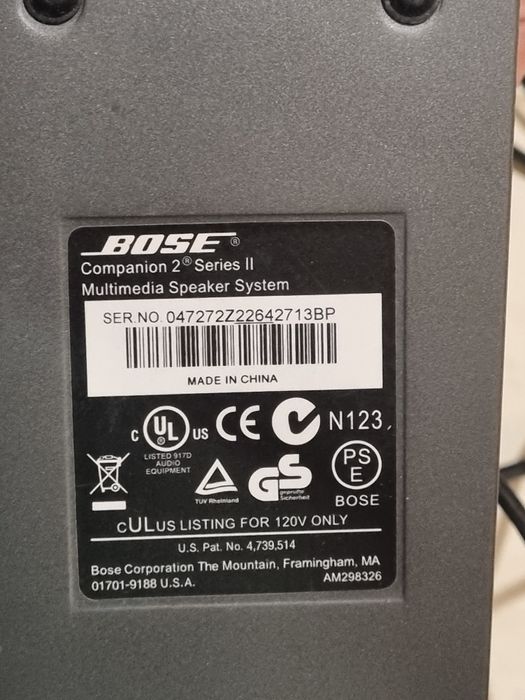 BOSE®
Companion 2® Series II
Multimedia Speaker System
SER.NO. 047272Z22642713BP
MADE IN CHINA
c UL® US CE N123
LISTED 917D
AUDIO
EQUIPMENT
TUV Rheinland
GS
geprüfte
Sicherheit
PS
E
BOSE
cULus LISTING FOR 120V ONLY
U.S. Pat. No. 4,739,514
Bose Corporation The Mountain, Framingham, MA
01701-9188 U.S.A.
AM298326